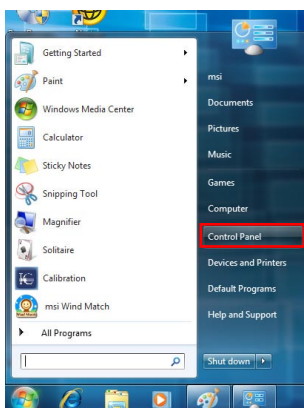 Getting Started
Paint
Windows Media Center
Calculator
Sticky Notes
Snipping Tool
Magnifier
Solitaire
Calibration
msi Wind Match
All Programs
msi
Documents
Pictures
Music
Games
Computer
Control Panel
Devices and Printers
Default Programs
Help and Support
Shut down